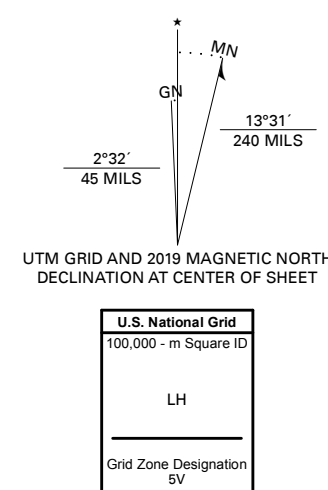 ★
MN
GN
13°31´
240 MILS
2°32´
45 MILS
UTM GRID AND 2019 MAGNETIC NORTH
DECLINATION AT CENTER OF SHEET
U.S. National Grid
100,000 - m Square ID
LH
Grid Zone Designation
5V